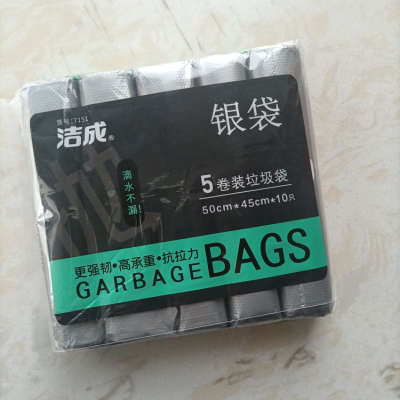 货号:7151
洁成®
银袋
滴水不漏!
抛
5卷装垃圾袋
50cm*45cm*10只
更强韧·高承重·抗拉力
GARBAGE BAGS